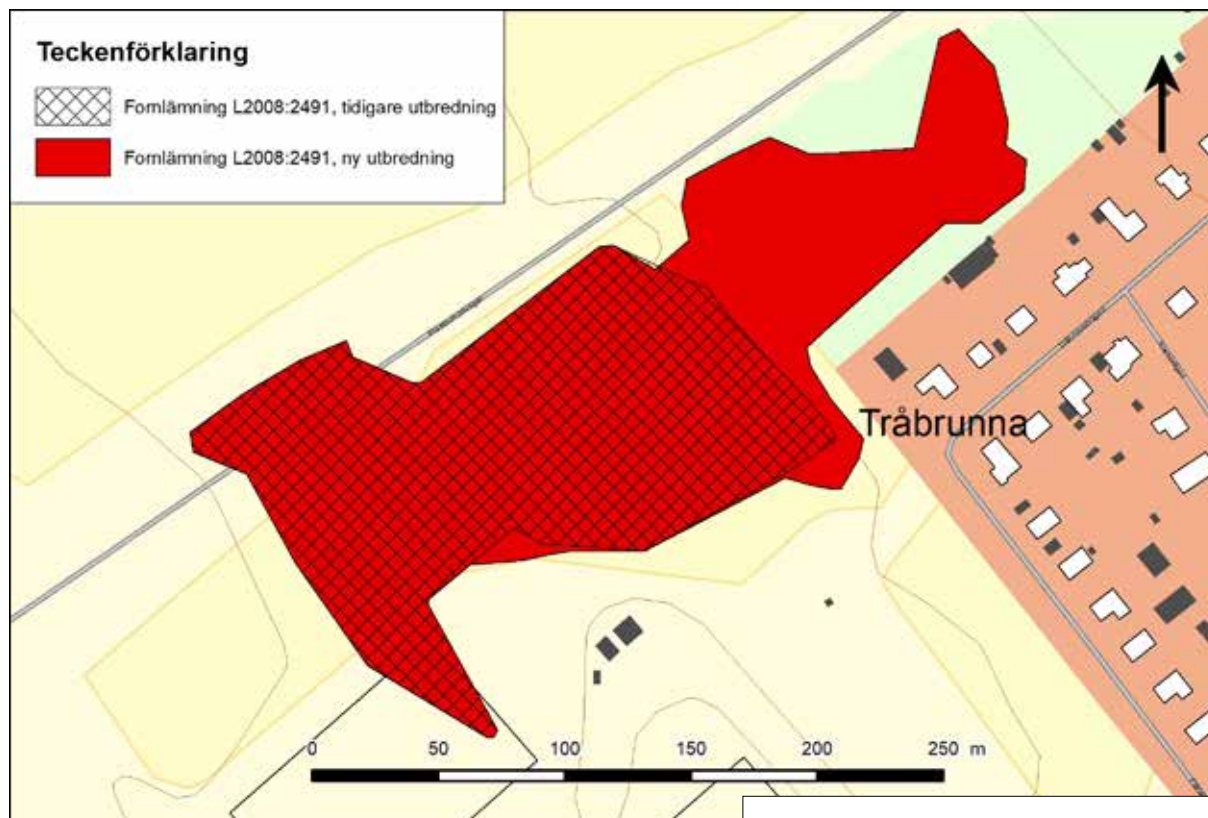 Teckenförklaring
Fornlämning L2008:2491, tidigare utbredning
Fornlämning L2008:2491, ny utbredning
Tråbrunna
0 50 100 150 200 250 m